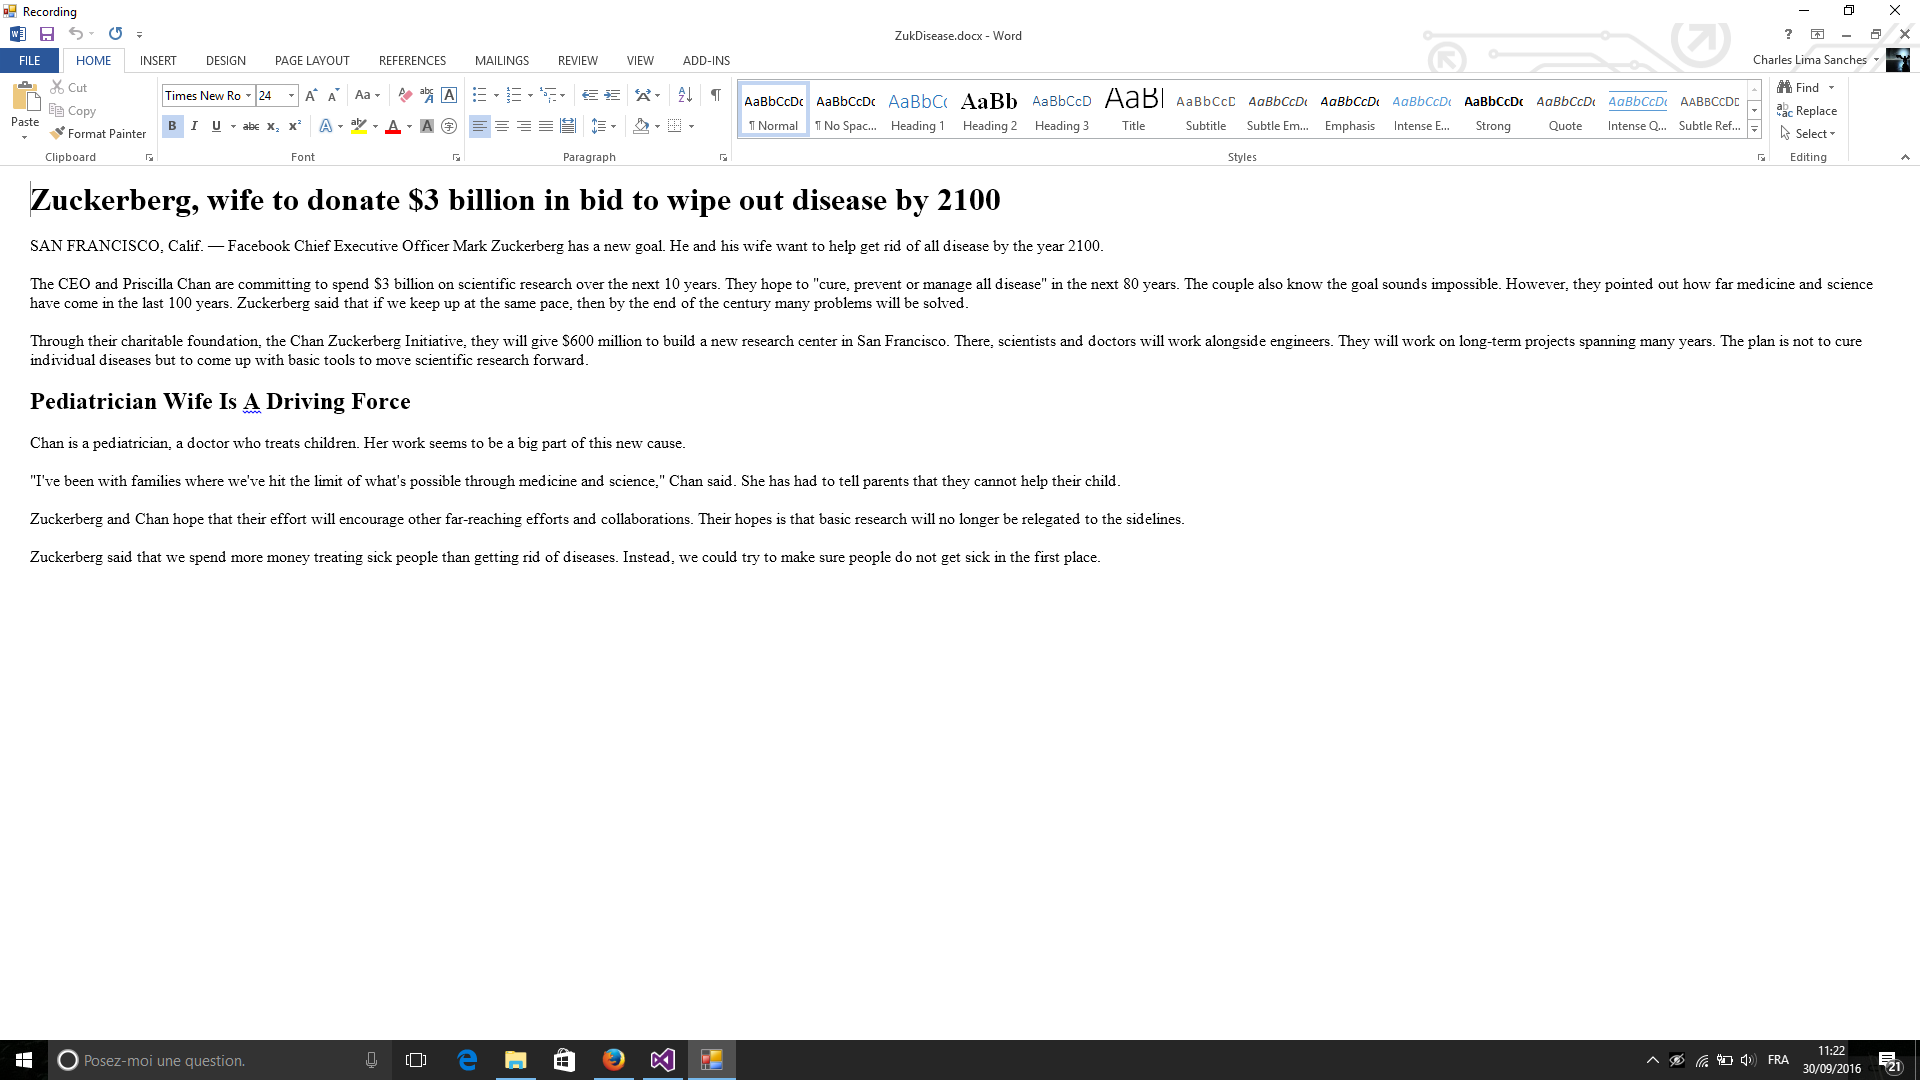 Recording
ZukDisease.docx - Word
FILE HOME INSERT DESIGN PAGE LAYOUT REFERENCES MAILINGS REVIEW VIEW ADD-INS
Charles Lima Sanches
Paste
Cut
Copy
Format Painter
Clipboard
Times New Ro 24
Font
Paragraph
AaBbCcDc AaBbCcDc AaBbCc AaBb AaBbCcD AaBl AaBbCcD AaBbCcDc AaBbCcDc AaBbCcDc AaBbCcDc AaBbCcDc AaBbCcDc AABBCCDD
¶ Normal ¶ No Spac... Heading 1 Heading 2 Heading 3 Title Subtitle Subtle Em... Emphasis Intense E... Strong Quote Intense Q... Subtle Ref...
Styles
Find
Replace
Select
Editing
Zuckerberg, wife to donate $3 billion in bid to wipe out disease by 2100
SAN FRANCISCO, Calif. — Facebook Chief Executive Officer Mark Zuckerberg has a new goal. He and his wife want to help get rid of all disease by the year 2100.
The CEO and Priscilla Chan are committing to spend $3 billion on scientific research over the next 10 years. They hope to "cure, prevent or manage all disease" in the next 80 years. The couple also know the goal sounds impossible. However, they pointed out how far medicine and science
have come in the last 100 years. Zuckerberg said that if we keep up at the same pace, then by the end of the century many problems will be solved.
Through their charitable foundation, the Chan Zuckerberg Initiative, they will give $600 million to build a new research center in San Francisco. There, scientists and doctors will work alongside engineers. They will work on long-term projects spanning many years. The plan is not to cure
individual diseases but to come up with basic tools to move scientific research forward.
Pediatrician Wife Is A Driving Force
Chan is a pediatrician, a doctor who treats children. Her work seems to be a big part of this new cause.
"I've been with families where we've hit the limit of what's possible through medicine and science," Chan said. She has had to tell parents that they cannot help their child.
Zuckerberg and Chan hope that their effort will encourage other far-reaching efforts and collaborations. Their hopes is that basic research will no longer be relegated to the sidelines.
Zuckerberg said that we spend more money treating sick people than getting rid of diseases. Instead, we could try to make sure people do not get sick in the first place.
Posez-moi une question.
FRA
11:22
30/09/2016
21